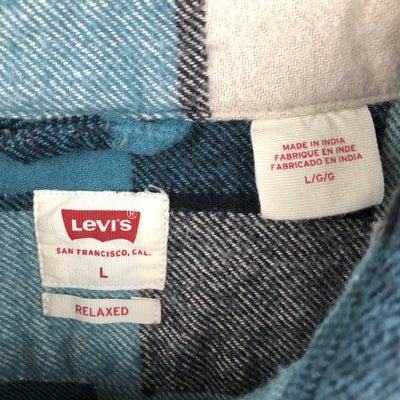 MADE IN INDIA
FABRIQUE EN INDE
FABRICADO EN INDIA
L/G/G
Levi's®
SAN FRANCISCO, CAL.
L
RELAXED